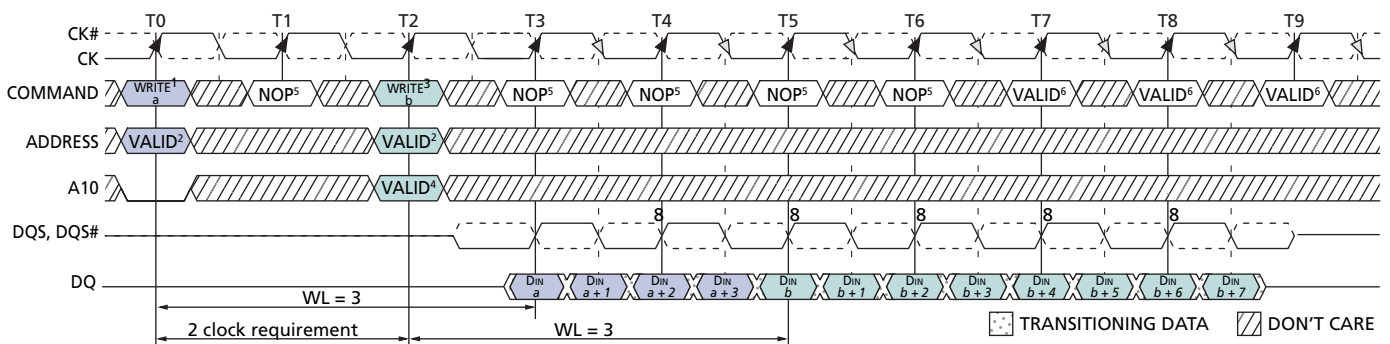 T0 T1 T2 T3 T4 T5 T6 T7 T8 T9
CK#
CK
COMMAND WRITE1 a NOP5 WRITE3 b NOP5 NOP5 NOP5 NOP5 VALID6 VALID6 VALID6
ADDRESS VALID2 VALID2
A10 VALID4
8 8 8 8 8
DQS, DQS#
DQ DIN a DIN a + 1 DIN a + 2 DIN a + 3 DIN b DIN b + 1 DIN b + 2 DIN b + 3 DIN b + 4 DIN b + 5 DIN b + 6 DIN b + 7
WL = 3
2 clock requirement WL = 3 TRANSITIONING DATA DON'T CARE